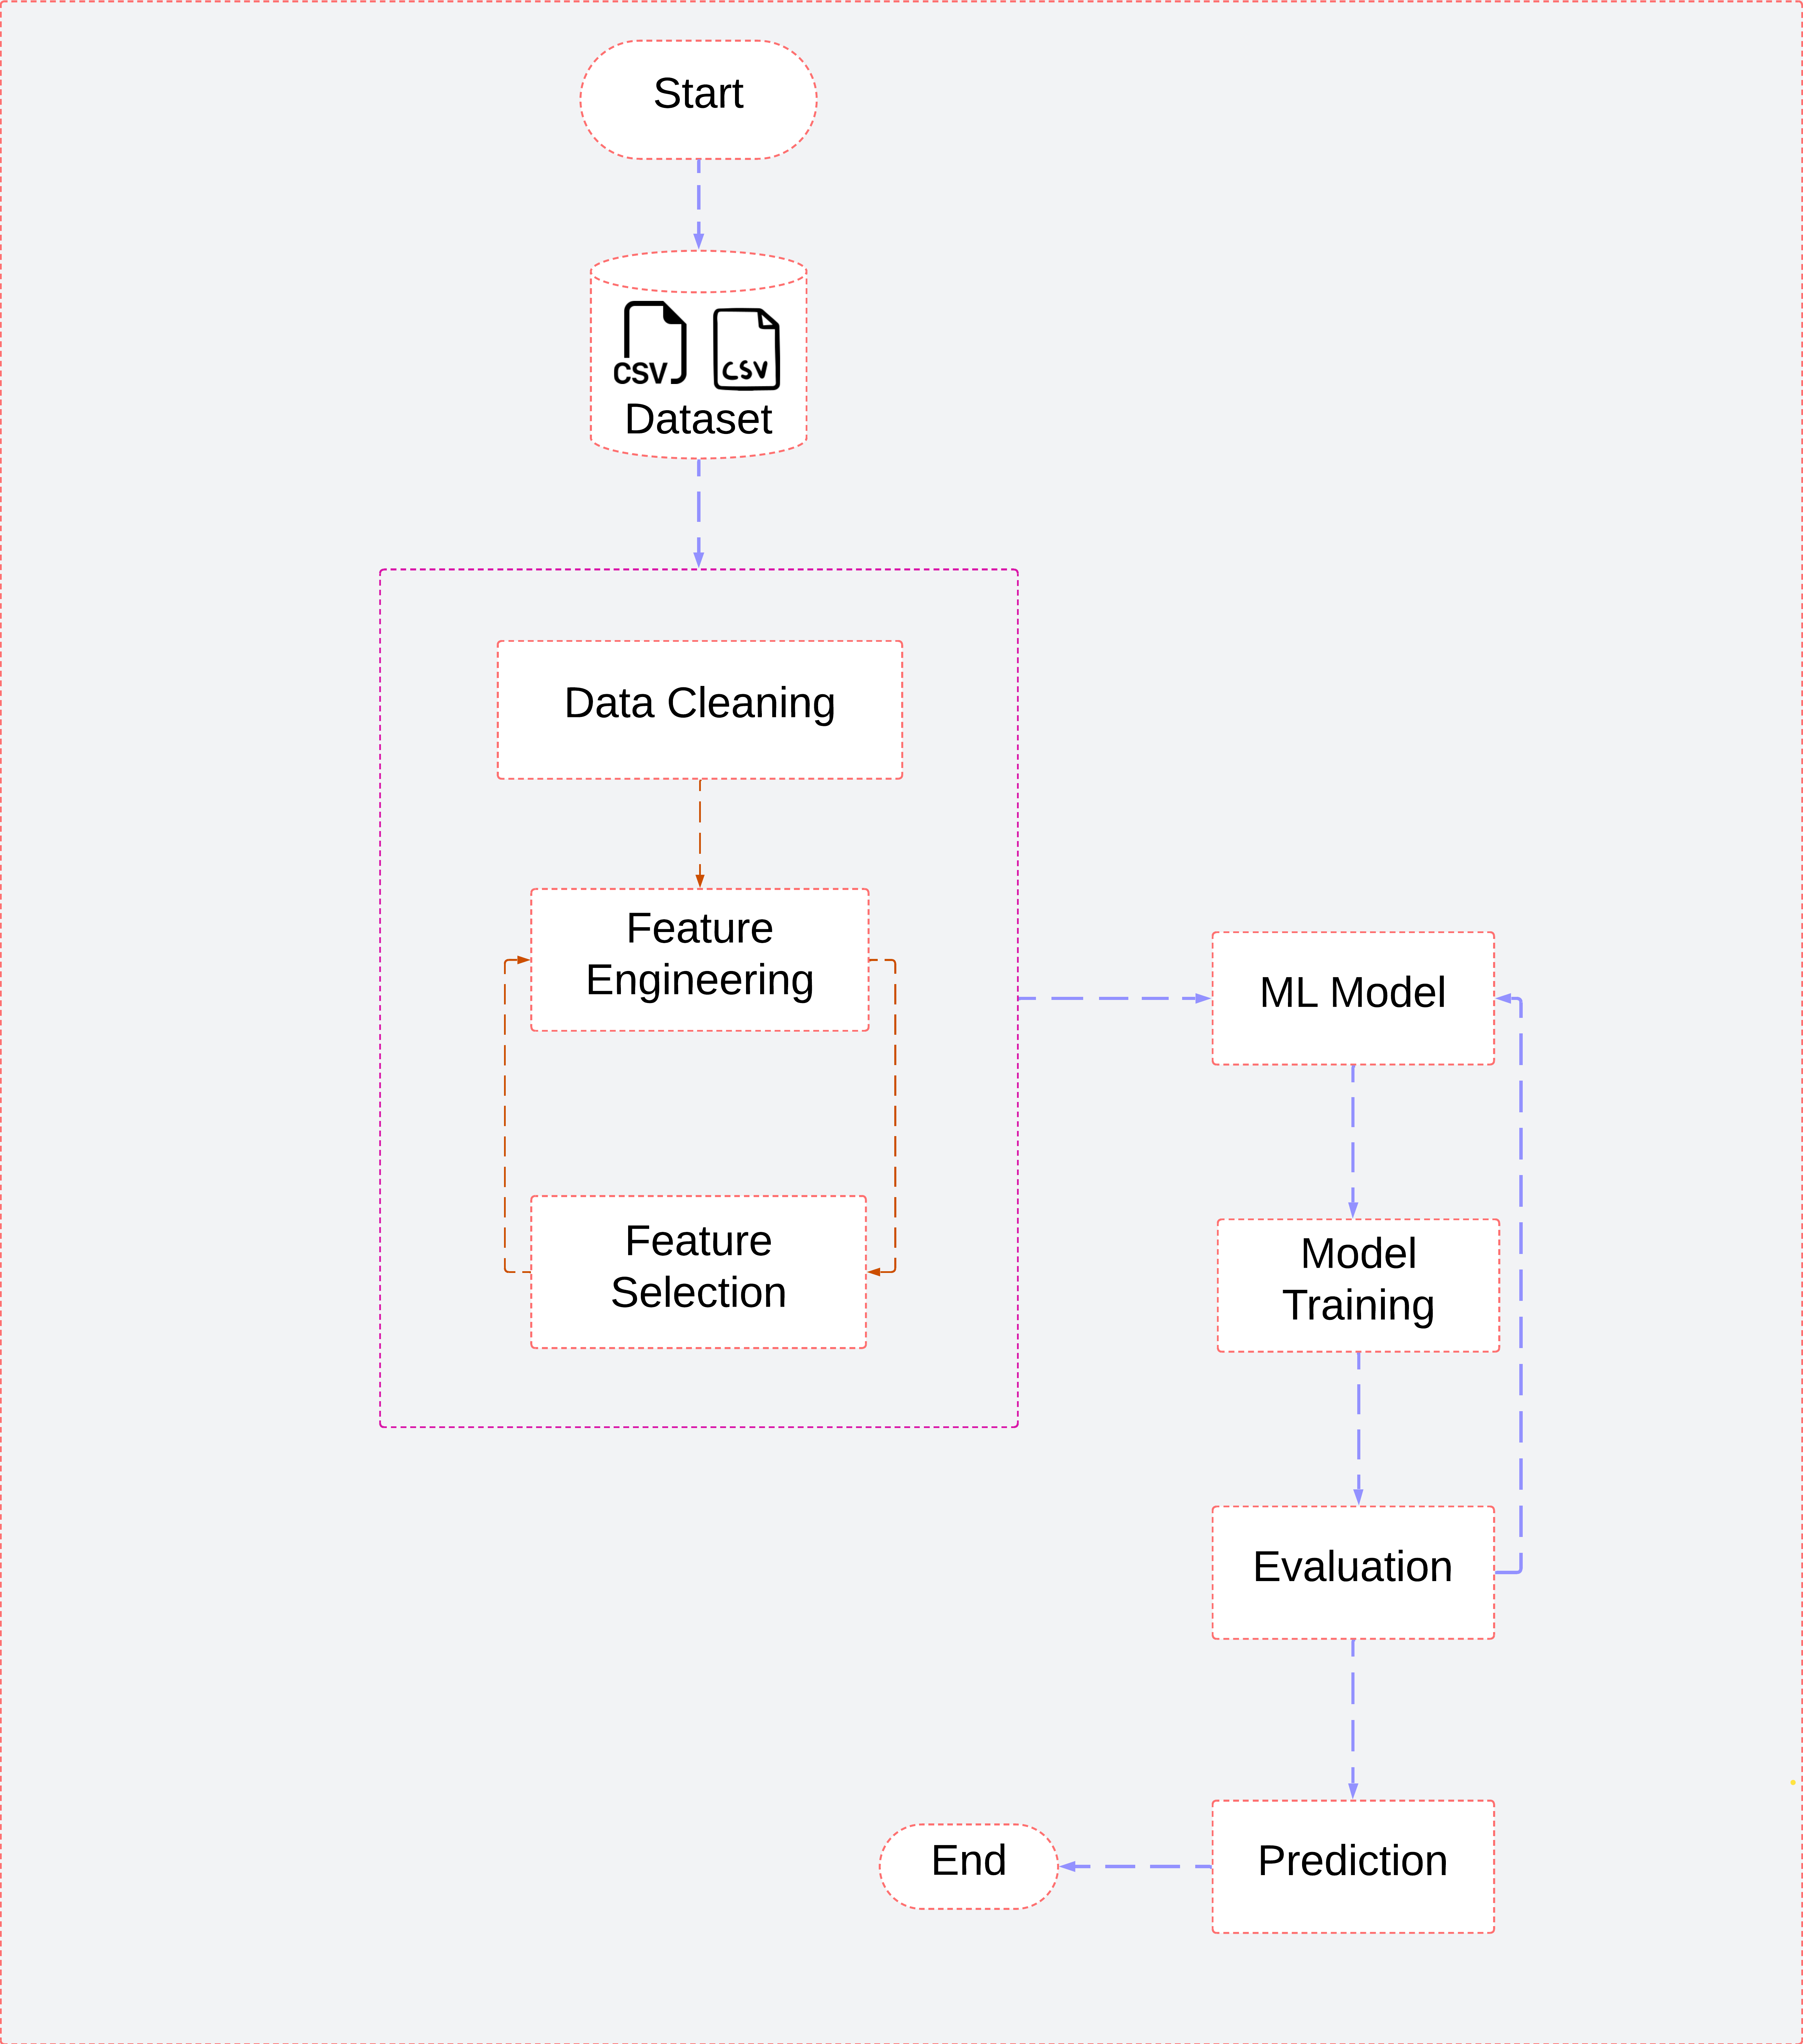 Start
CSV
CSV
Dataset
Data Cleaning
Feature
Engineering
Feature
Selection
ML Model
Model
Training
Evaluation
Prediction
End